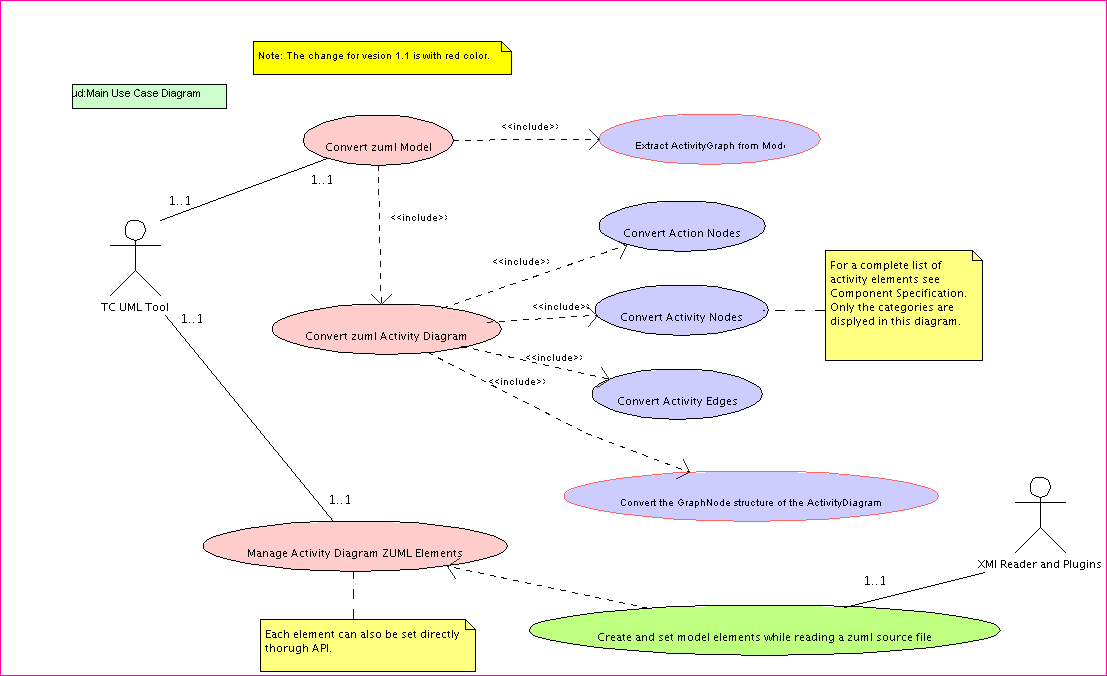 Note: The change for vesion 1.1 is with red color.
ud:Main Use Case Diagram
<<include>>
Convert zuml Model
Extract ActivityGraph from Mod
1..1
1..1
<<include>>
Convert Action Nodes
<<include>>
For a complete list of
activity elements see
Component Specification.
Only the categories are
displyed in this diagram.
TC UML Tool
1..1
<<include>>
Convert Activity Nodes
Convert zuml Activity Diagram
<<include>>
<<include>>
Convert Activity Edges
1..1
Convert the GraphNode structure of the ActivityDiagram
Manage Activity Diagram ZUML Elements
XMI Reader and Plugins
1..1
Each element can also be set directly
thorugh API.
Create and set model elements while reading a zuml source file